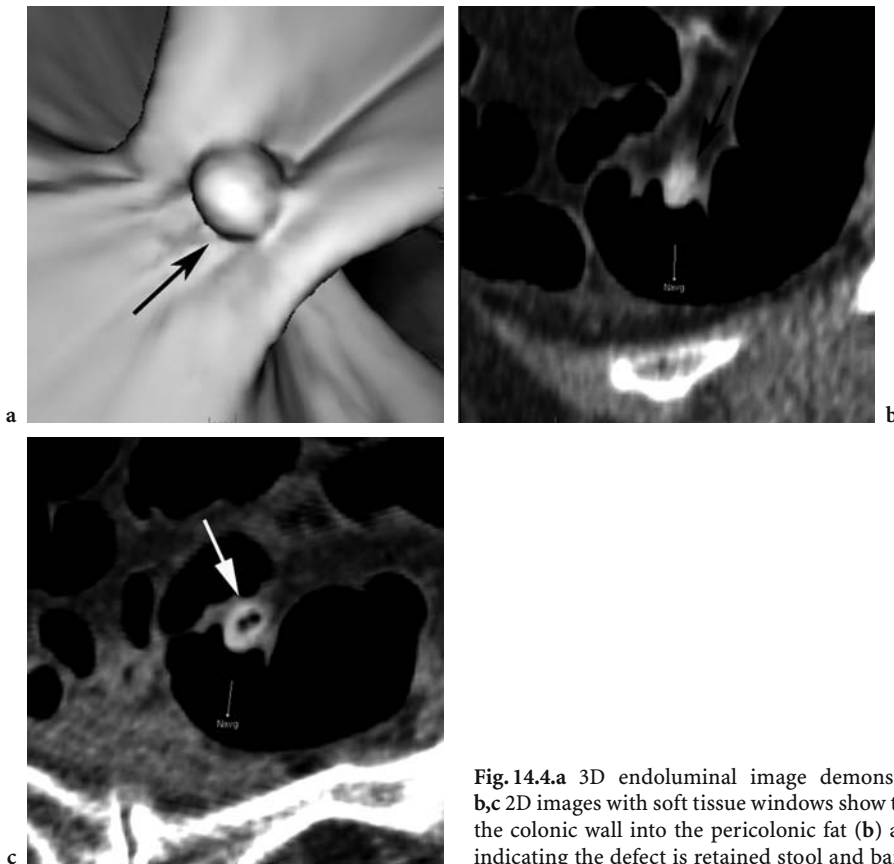 a
b
Navg
c
Navg
Fig. 14.4.a 3D endoluminal image demons
b,c 2D images with soft tissue windows show t
the colonic wall into the pericolonic fat (b) a
indicating the defect is retained stool and ba